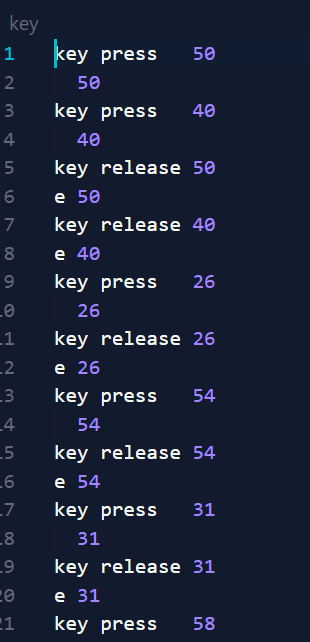 key
1 key press   50
2   50
3 key press   40
4   40
5 key release 50
6 e 50
7 key release 40
8 e 40
9 key press   26
10   26
11 key release 26
12 e 26
13 key press   54
14   54
15 key release 54
16 e 54
17 key press   31
18   31
19 key release 31
20 e 31
21 key press   58